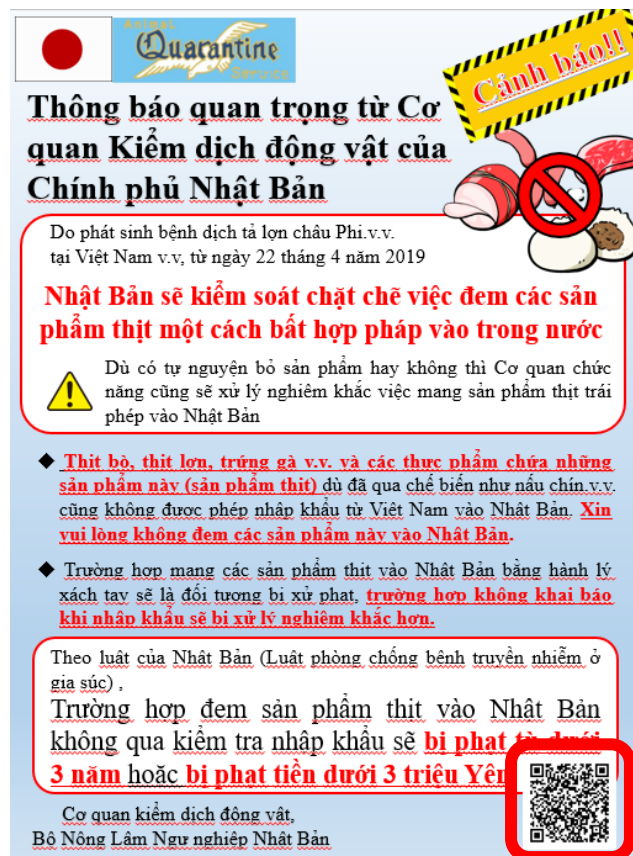 Animal
Quarantine
Service
Cảnh báo!!
Thông báo quan trọng từ Cơ
quan Kiểm dịch động vật của
Chính phủ Nhật Bản
Do phát sinh bệnh dịch tả lợn châu Phi.v.v.
tại Việt Nam v.v, từ ngày 22 tháng 4 năm 2019
Nhật Bản sẽ kiểm soát chặt chẽ việc đem các sản
phẩm thịt một cách bất hợp pháp vào trong nước
Dù có tự nguyện bỏ sản phẩm hay không thì Cơ quan chức
năng cũng sẽ xử lý nghiêm khắc việc mang sản phẩm thịt trái
phép vào Nhật Bản
◆ Thịt bò, thịt lơn, trứng gà v.v. và các thực phẩm chứa những
sản phẩm này (sản phẩm thịt) dù đã qua chế biến như nấu chín.v.v.
cũng không được phép nhập khẩu từ Việt Nam vào Nhật Bản. Xin
vui lòng không đem các sản phẩm này vào Nhật Bản.
◆ Trường hợp mang các sản phẩm thịt vào Nhật Bản bằng hành lý
xách tay sẽ là đối tượng bị xử phạt, trường hợp không khai báo
khi nhập khẩu sẽ bị xử lý nghiêm khắc hơn.
Theo luật của Nhật Bản (Luật phòng chống bệnh truyền nhiễm ở
gia súc) ,
Trường hợp đem sản phẩm thịt vào Nhật Bản
không qua kiểm tra nhập khẩu sẽ bị phạt tù dưới
3 năm hoặc bị phạt tiền dưới 3 triệu Yên
Cơ quan kiểm dịch động vật,
Bộ Nông Lâm Ngư nghiệp Nhật Bản